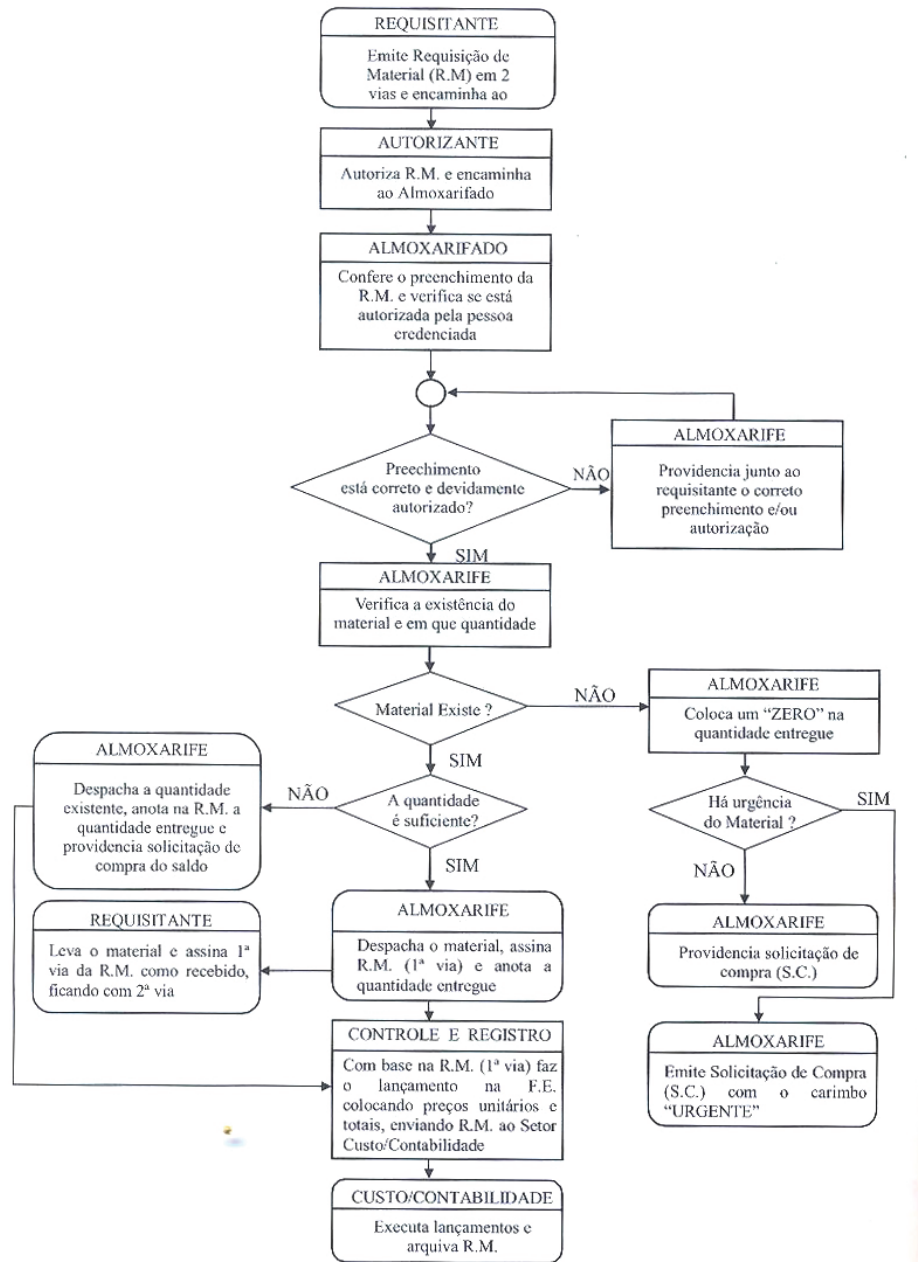 REQUISITANTE
Emite Requisição de
Material (R.M) em 2
vias e encaminha ao
AUTORIZANTE
Autoriza R.M. e encaminha
ao Almoxarifado
ALMOXARIFADO
Confere o preenchimento da
R.M. e verifica se está
autorizada pela pessoa
credenciada
Preechimento
está correto e devidamente
autorizado?
NÃO
ALMOXARIFE
Providencia junto ao
requisitante o correto
preenchimento e/ou
autorização
SIM
ALMOXARIFE
Verifica a existência do
material e em que quantidade
Material Existe ?
NÃO
ALMOXARIFE
Coloca um “ZERO” na
quantidade entregue
SIM
Há urgência
do Material ?
SIM
NÃO
ALMOXARIFE
Providencia solicitação de
compra (S.C.)
ALMOXARIFE
Emite Solicitação de Compra
(S.C.) com o carimbo
“URGENTE”
A quantidade
é suficiente?
NÃO
ALMOXARIFE
Despacha a quantidade
existente, anota na R.M. a
quantidade entregue e
providencia solicitação de
compra do saldo
SIM
ALMOXARIFE
Despacha o material, assina
R.M. (1ª via) e anota a
quantidade entregue
REQUISITANTE
Leva o material e assina 1ª
via da R.M. como recebido,
ficando com 2ª via
CONTROLE E REGISTRO
Com base na R.M. (1ª via) faz
o lançamento na F.E.
colocando preços unitários e
totais, enviando R.M. ao Setor
Custo/Contabilidade
CUSTO/CONTABILIDADE
Executa lançamentos e
arquiva R.M.